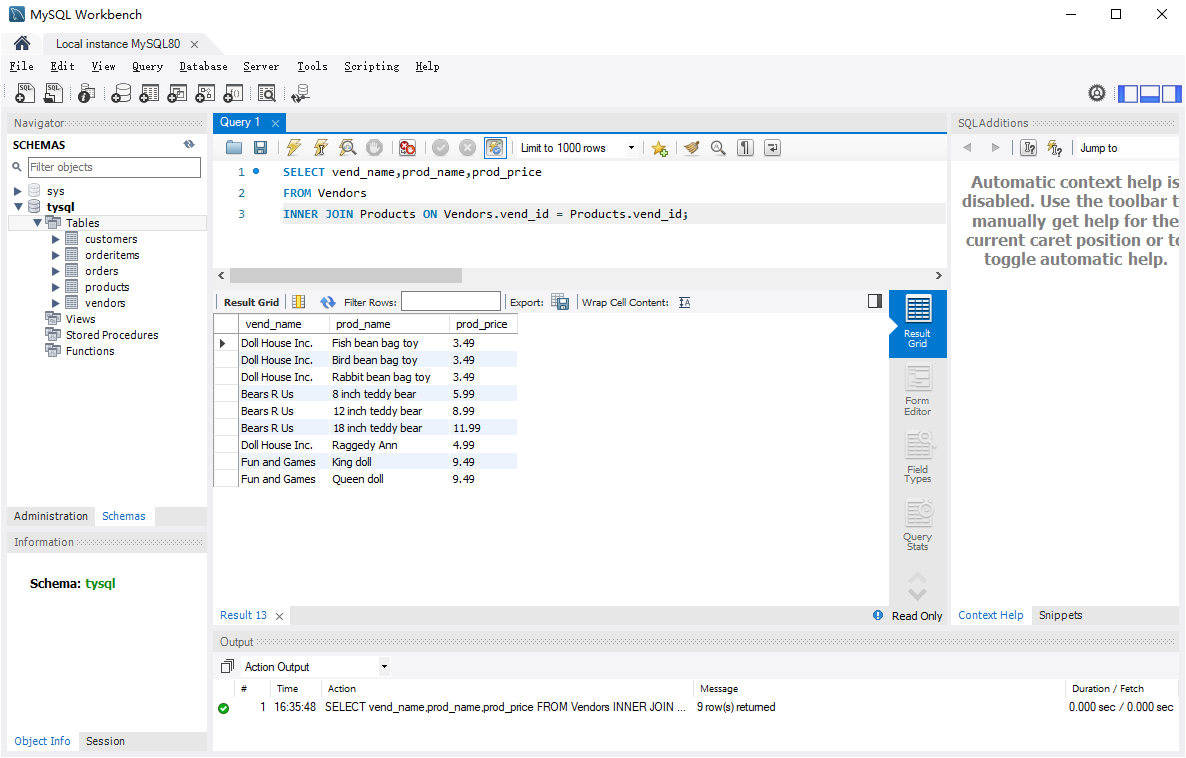 MySQL Workbench
Local instance MySQL80
File Edit View Query Database Server Tools Scripting Help
Navigator
SCHEMAS
Filter objects
sys
tysql
Tables
customers
orderitems
orders
products
vendors
Views
Stored Procedures
Functions
Administration Schemas
Information
Schema: tysql
Object Info Session
Query 1
Limit to 1000 rows
1 SELECT vend_name,prod_name,prod_price
2 FROM Vendors
3 INNER JOIN Products ON Vendors.vend_id = Products.vend_id;
Result Grid Filter Rows: Export: Wrap Cell Content:
vend_name prod_name prod_price
Doll House Inc. Fish bean bag toy 3.49
Doll House Inc. Bird bean bag toy 3.49
Doll House Inc. Rabbit bean bag toy 3.49
Bears R Us 8 inch teddy bear 5.99
Bears R Us 12 inch teddy bear 8.99
Bears R Us 18 inch teddy bear 11.99
Doll House Inc. Raggedy Ann 4.99
Fun and Games King doll 9.49
Fun and Games Queen doll 9.49
Result
Grid
Form
Editor
Field
Types
Query
Stats
Result 13
Read Only
SQLAdditions
Jump to
Automatic context help is
disabled. Use the toolbar t
manually get help for the
current caret position or to
toggle automatic help.
Context Help Snippets
Output
Action Output
# Time Action Message Duration / Fetch
1 16:35:48 SELECT vend_name,prod_name,prod_price FROM Vendors INNER JOIN ... 9 row(s) returned 0.000 sec / 0.000 sec